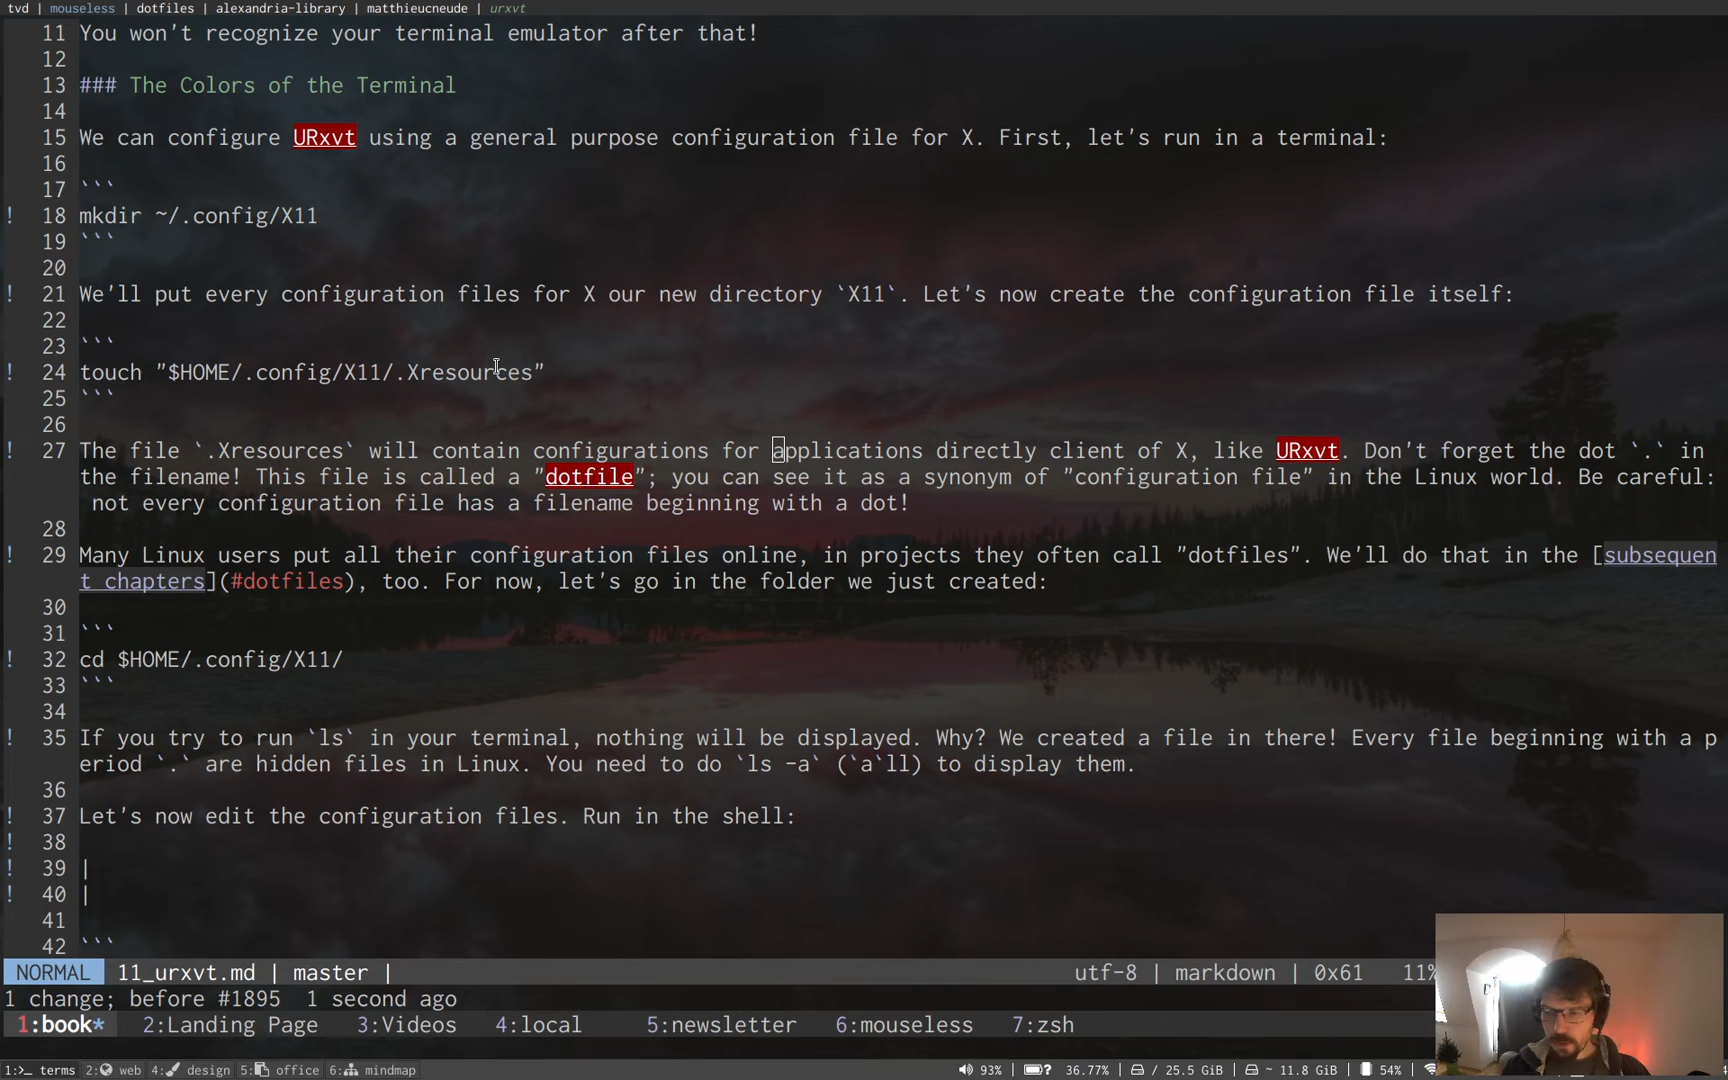 tvd | mouseless | dotfiles | alexandria-library | matthieucneude | urxvt
11 You won't recognize your terminal emulator after that!
12
13 ### The Colors of the Terminal
14
15 We can configure URxvt using a general purpose configuration file for X. First, let's run in a terminal:
16
17 ```
! 18 mkdir ~/.config/X11
19 ```
20
! 21 We'll put every configuration files for X our new directory `X11`. Let's now create the configuration file itself:
22
23 ```
! 24 touch "$HOME/.config/X11/.Xresources"
25 ```
26
! 27 The file `.Xresources` will contain configurations for applications directly client of X, like URxvt. Don't forget the dot `.` in
the filename! This file is called a "dotfile"; you can see it as a synonym of "configuration file" in the Linux world. Be careful:
not every configuration file has a filename beginning with a dot!
28
! 29 Many Linux users put all their configuration files online, in projects they often call "dotfiles". We'll do that in the [subsequen
t chapters](#dotfiles), too. For now, let's go in the folder we just created:
30
31 ```
! 32 cd $HOME/.config/X11/
33 ```
34
! 35 If you try to run `ls` in your terminal, nothing will be displayed. Why? We created a file in there! Every file beginning with a p
eriod `.` are hidden files in Linux. You need to do `ls -a` (`a`ll) to display them.
36
! 37 Let's now edit the configuration files. Run in the shell:
! 38
! 39 |
! 40 |
41
42 ```
NORMAL 11_urxvt.md | master | utf-8 | markdown | 0x61 11%
1 change; before #1895 1 second ago
1:book* 2:Landing Page 3:Videos 4:local 5:newsletter 6:mouseless 7:zsh
1:>_ terms 2: web 4: design 5: office 6: mindmap 93% | ? 36.77% | / 25.5 GiB | ~ 11.8 GiB | 54% |